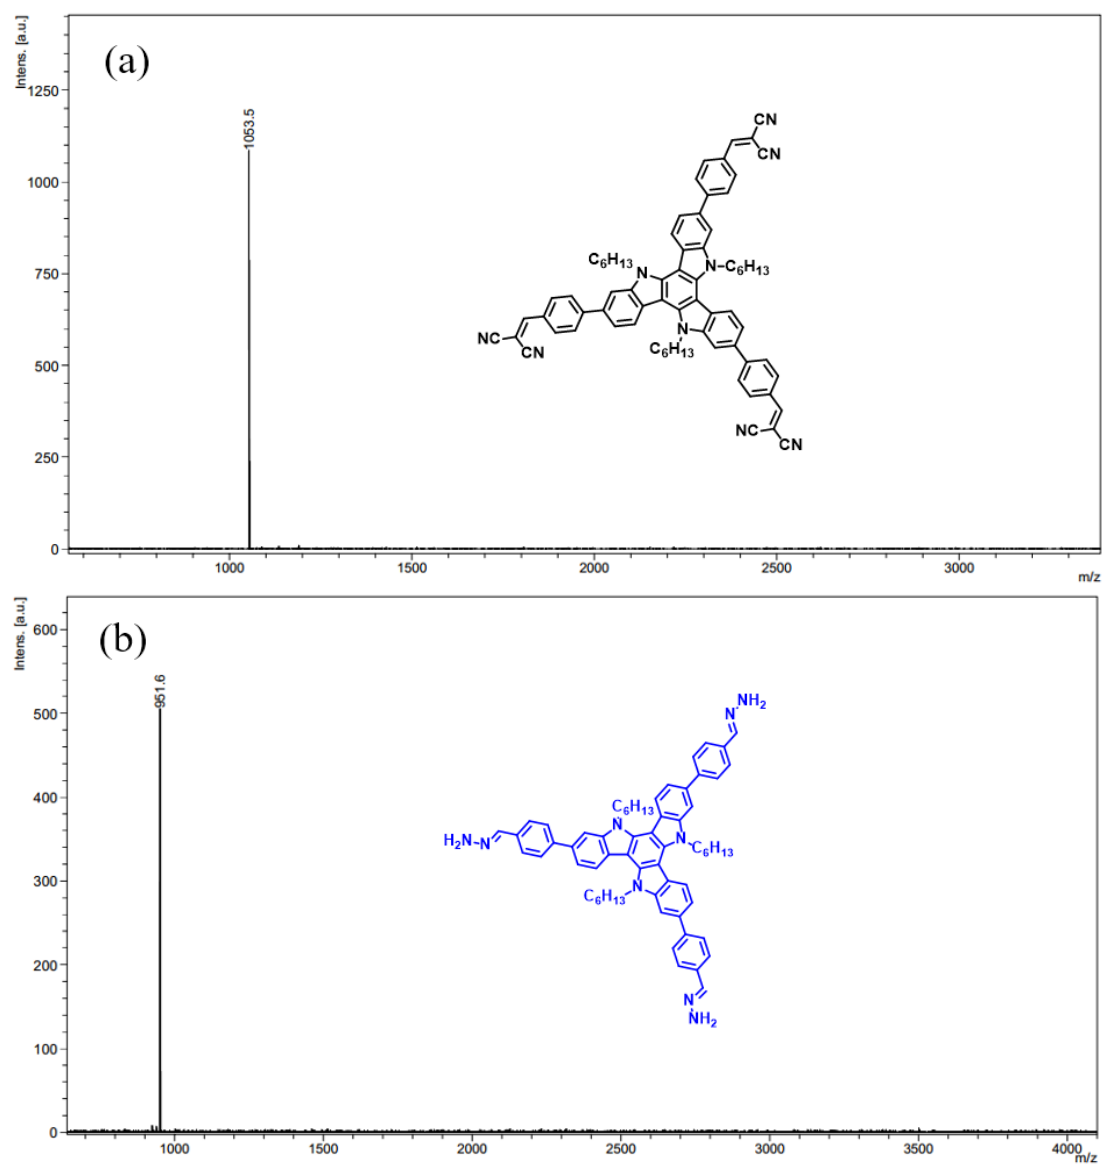 Intens. [a.u.]
(a)
1053.5
1250
1000
750
500
250
0
CN
CN
C6H13
N
N
C6H13
N
C6H13
NC
CN
NC
CN
1000
1500
2000
2500
3000
m/z
Intens. [a.u.]
(b)
951.6
600
500
400
300
200
100
0
NH2
N
C6H13
N
H2N
N
N
C6H13
N
C6H13
N
NH2
1000
1500
2000
2500
3000
3500
4000
m/z